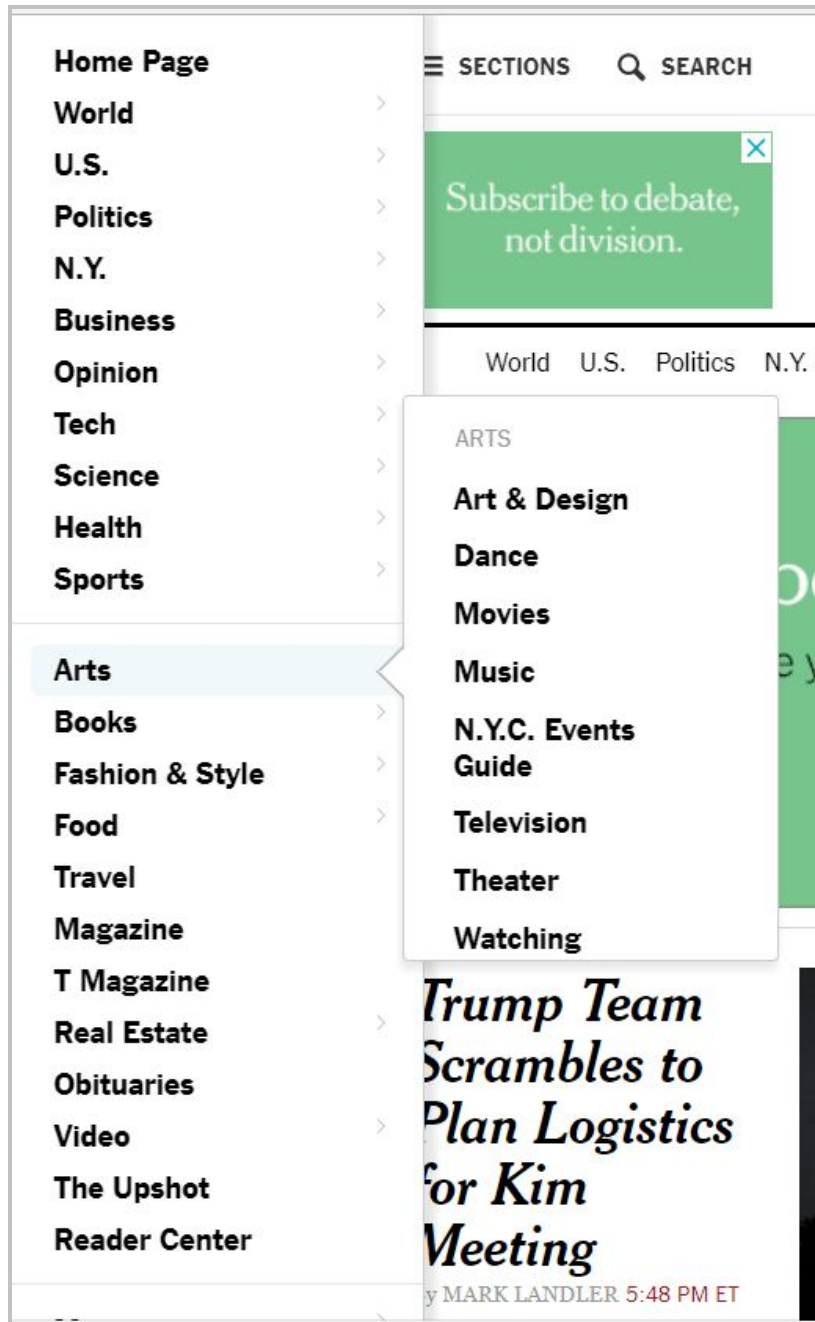 Home Page
World
U.S.
Politics
N.Y.
Business
Opinion
Tech
Science
Health
Sports
Arts
Books
Fashion & Style
Food
Travel
Magazine
T Magazine
Real Estate
Obituaries
Video
The Upshot
Reader Center
SECTIONS
SEARCH
Subscribe to debate,
not division.
World U.S. Politics N.Y.
ARTS
Art & Design
Dance
Movies
Music
N.Y.C. Events
Guide
Television
Theater
Watching
Trump Team
Scrambles to
Plan Logistics
for Kim
Meeting
MARK LANDLER 5:48 PM ET